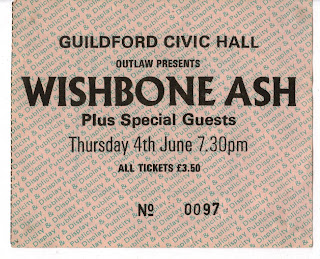 GUILDFORD CIVIC HALL
OUTLAW PRESENTS
WISHBONE ASH
Plus Special Guests
Thursday 4th June 7.30pm
ALL TICKETS £3.50
Nº 0097